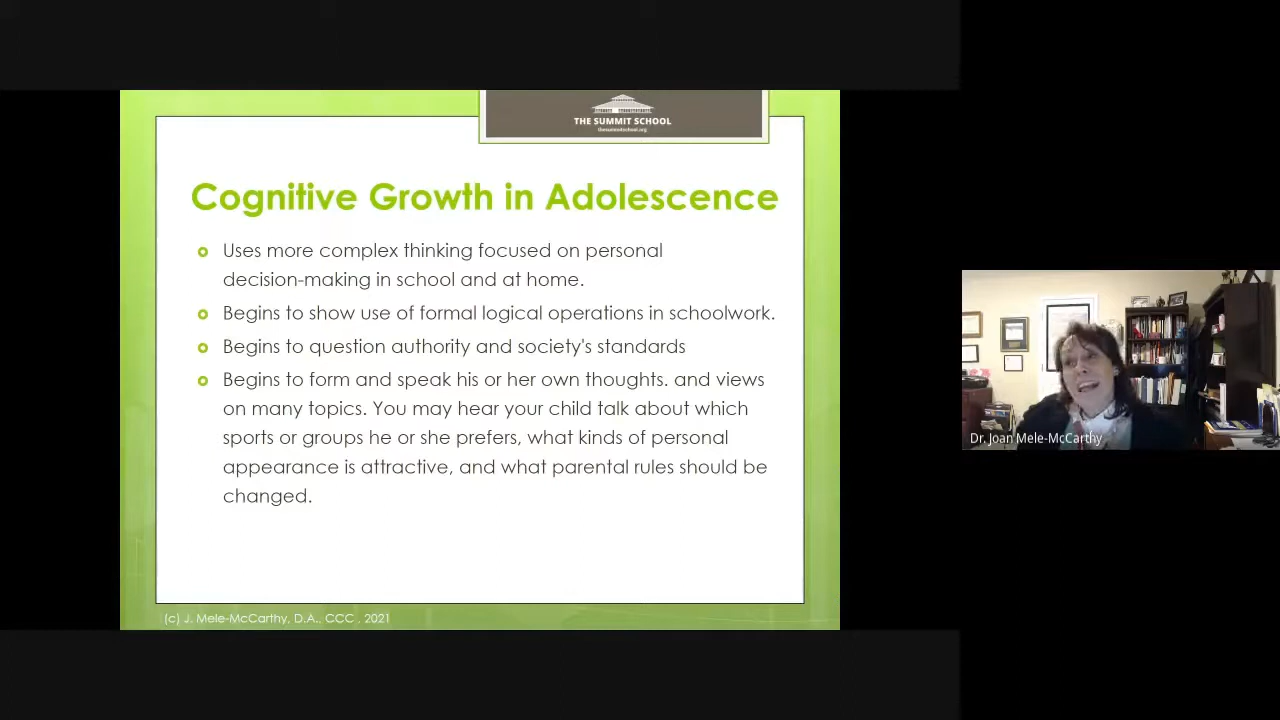 THE SUMMIT SCHOOL
thesummitschool.org
Cognitive Growth in Adolescence
Uses more complex thinking focused on personal
decision-making in school and at home.
Begins to show use of formal logical operations in schoolwork.
Begins to question authority and society's standards
Begins to form and speak his or her own thoughts. and views
on many topics. You may hear your child talk about which
sports or groups he or she prefers, what kinds of personal
appearance is attractive, and what parental rules should be
changed.
(c) J. Mele-McCarthy, D.A., CCC . 2021
Dr. Joan Mele-McCarthy